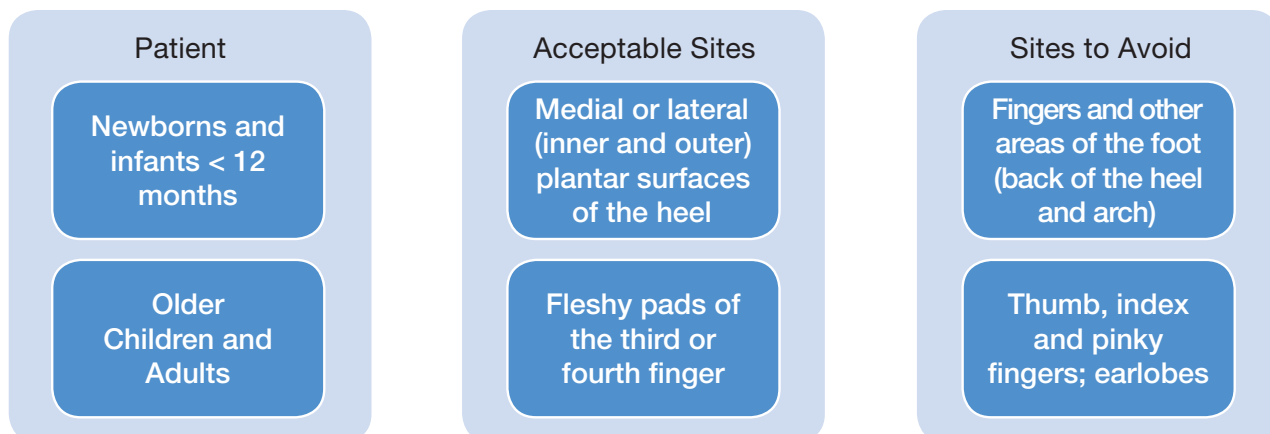 Patient
Newborns and
infants < 12
months
Older
Children and
Adults
Acceptable Sites
Medial or lateral
(inner and outer)
plantar surfaces
of the heel
Fleshy pads of
the third or
fourth finger
Sites to Avoid
Fingers and other
areas of the foot
(back of the heel
and arch)
Thumb, index
and pinky
fingers; earlobes